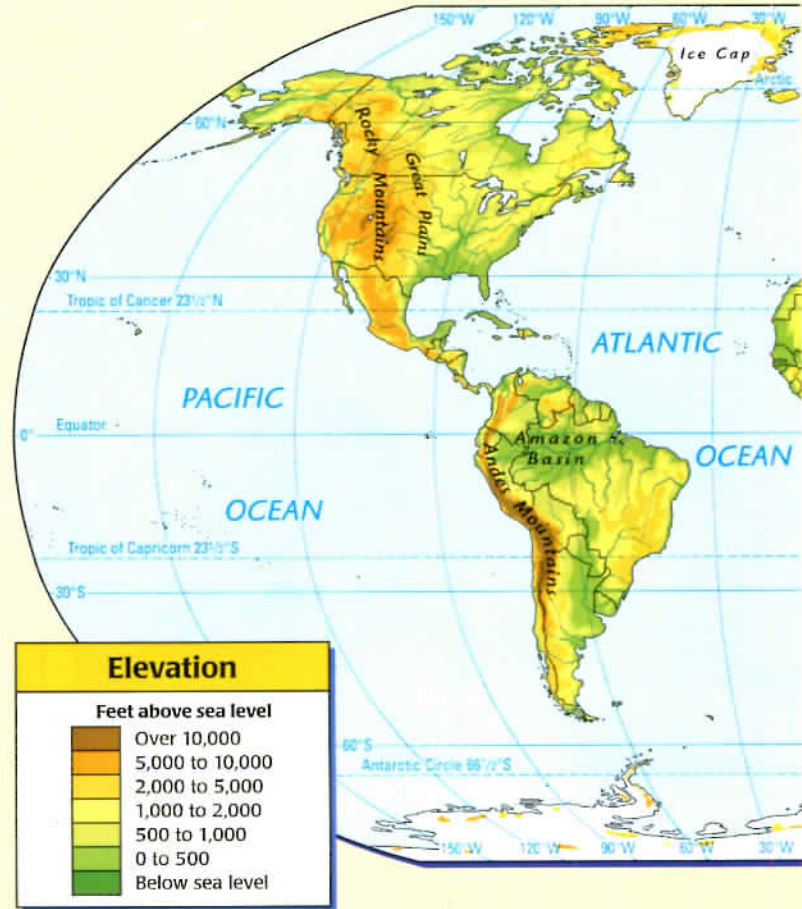 150°W 120°W 90°W 60°W 30°W
Ice Cap
Arctic
60°N
Rocky Mountains
Great Plains
30°N
Tropic of Cancer 23½°N
ATLANTIC
PACIFIC
Equator
0°
Amazon
Basin
OCEAN
Andes Mountains
OCEAN
Tropic of Capricorn 23½°S
30°S
Elevation
Feet above sea level
Over 10,000
5,000 to 10,000
2,000 to 5,000
1,000 to 2,000
500 to 1,000
0 to 500
Below sea level
60°S
Antarctic Circle 66½°S
150°W 120°W 90°W 60°W 30°W